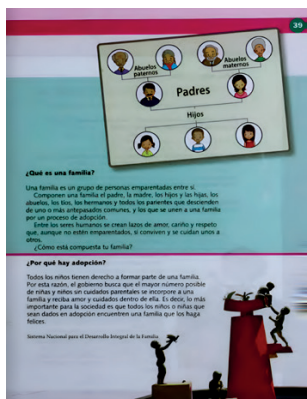 39
Abuelos
paternos
Abuelos
maternos
Padres
Hijos
¿Qué es una familia?
Una familia es un grupo de personas emparentadas entre sí.
Componen una familia el padre, la madre, los hijos y las hijas, los
abuelos, los tíos, los hermanos y todos los parientes que descienden
de uno o más antepasados comunes, y los que se unen a una familia
por un proceso de adopción.
Entre los seres humanos se crean lazos de amor, cariño y respeto
que, aunque no estén emparentados, si conviven y se cuidan unos a
otros.
¿Cómo está compuesta tu familia?
¿Por qué hay adopción?
Todos los niños tienen derecho a formar parte de una familia.
Por esta razón, el gobierno busca que el mayor número posible
de niñas y niños sin cuidados parentales se incorpore a una
familia y reciba amor y cuidados dentro de ella. Es decir, lo más
importante para la sociedad es que todos los niños o niñas que
sean dados en adopción encuentren una familia que los haga
felices.
Sistema Nacional para el Desarrollo Integral de la Familia.